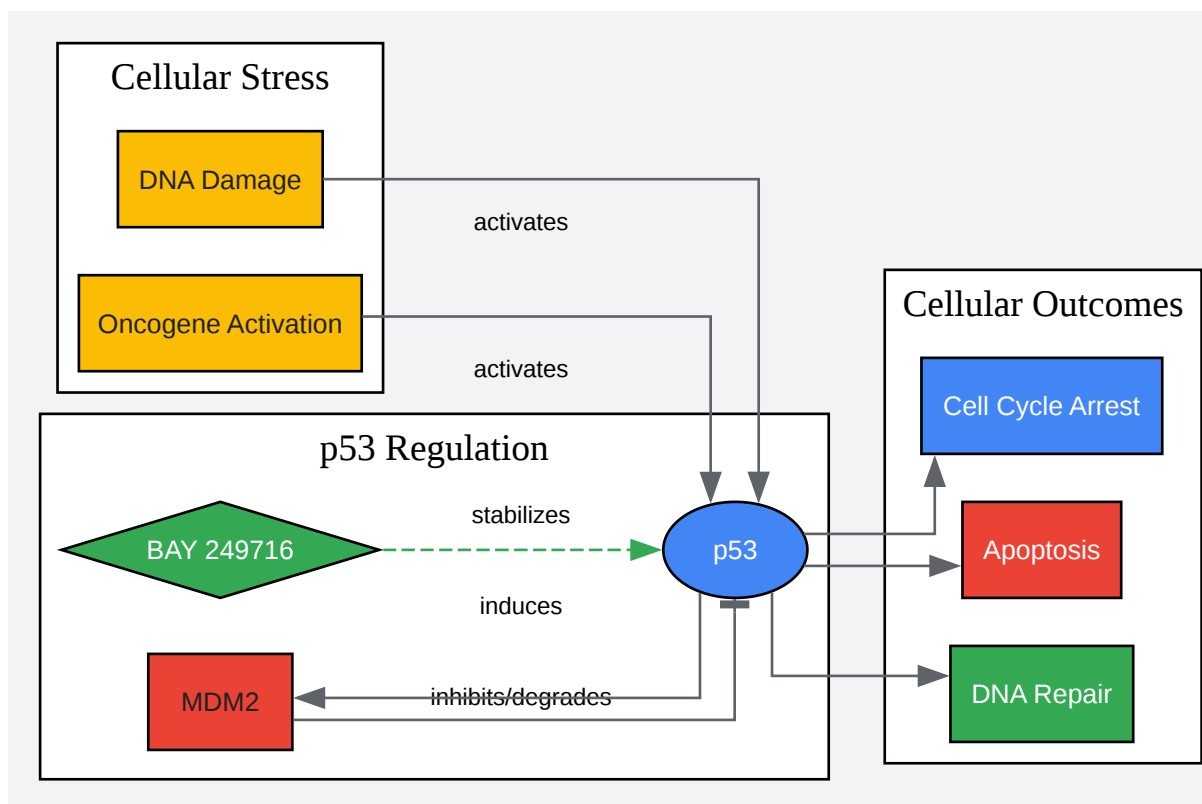 Cellular Stress
DNA Damage
activates
Oncogene Activation
activates
p53 Regulation
BAY 249716
stabilizes
p53
induces
MDM2
inhibits/degrades
Cellular Outcomes
Cell Cycle Arrest
Apoptosis
DNA Repair